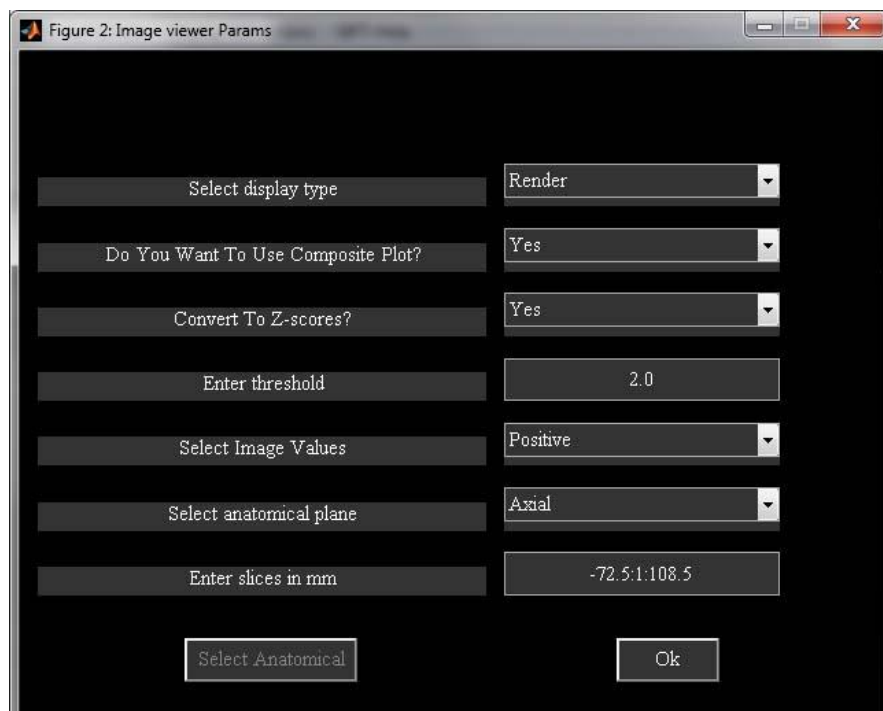 Figure 2: Image viewer Params
Select display type
Render
Do You Want To Use Composite Plot?
Yes
Convert To Z-scores?
Yes
Enter threshold
2.0
Select Image Values
Positive
Select anatomical plane
Axial
Enter slices in mm
-72.5:1:108.5
Select Anatomical
Ok